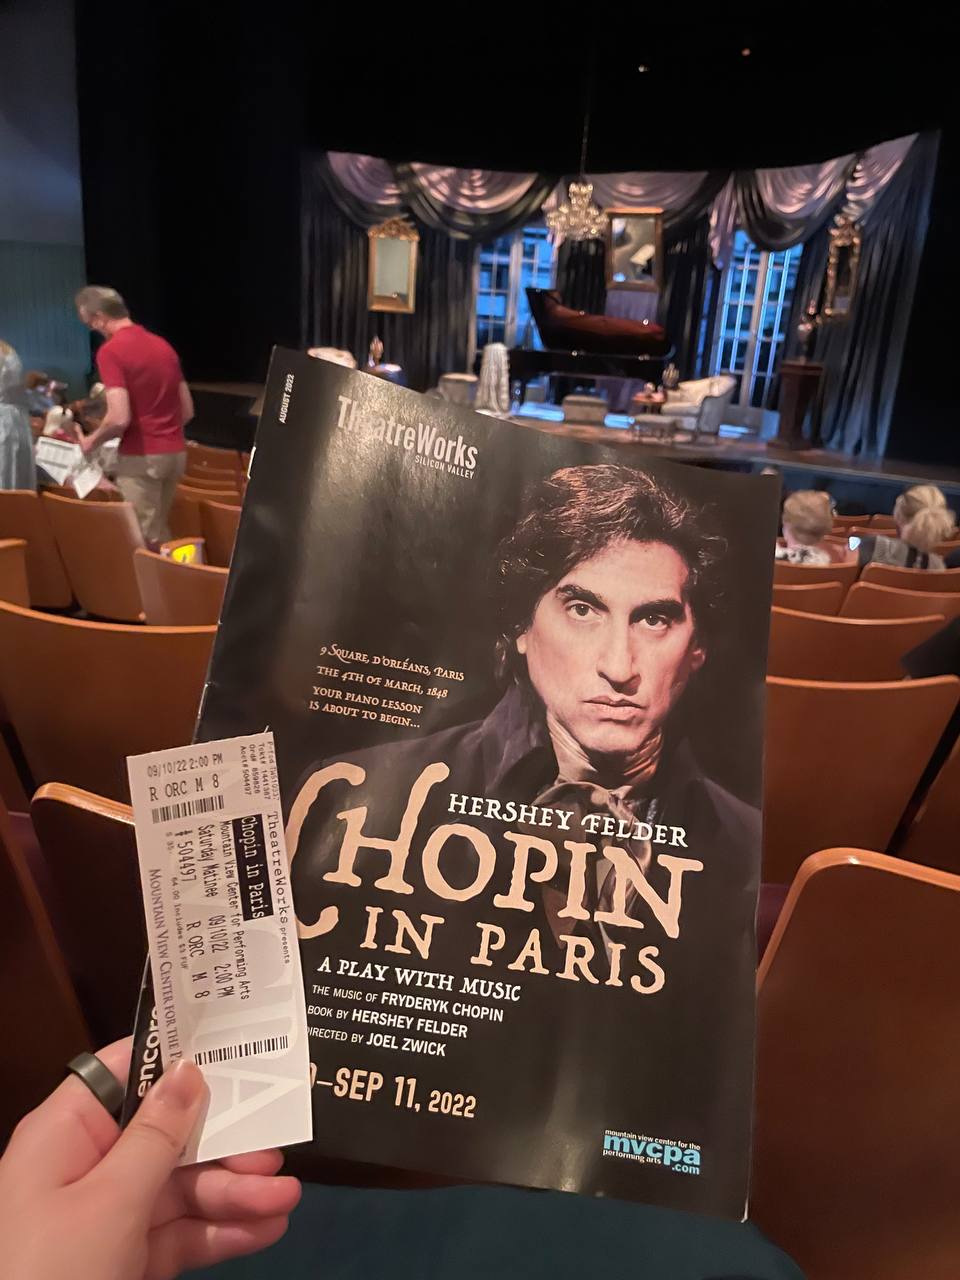 AUGUST 2022
TheatreWorks
SILICON VALLEY
9 SQUARE, D'ORLÉANS, PARIS
THE 4TH OF MARCH, 1848
YOUR PIANO LESSON
IS ABOUT TO BEGIN...
HERSHEY FELDER
CHOPIN
IN PARIS
A PLAY WITH MUSIC
THE MUSIC OF FRYDERYK CHOPIN
BOOK BY HERSHEY FELDER
DIRECTED BY JOEL ZWICK
–SEP 11, 2022
mountain view center for the
mvcpa
performing arts .com
encore
09/10/22 2:00 PM
R ORC M 8
TheatreWorks presents
Chopin in Paris
Mountain View Center for Performing Arts
Saturday Matinee 09/10/22 2:00 PM
#504497 R ORC M 8
MOUNTAIN VIEW CENTER FOR THE